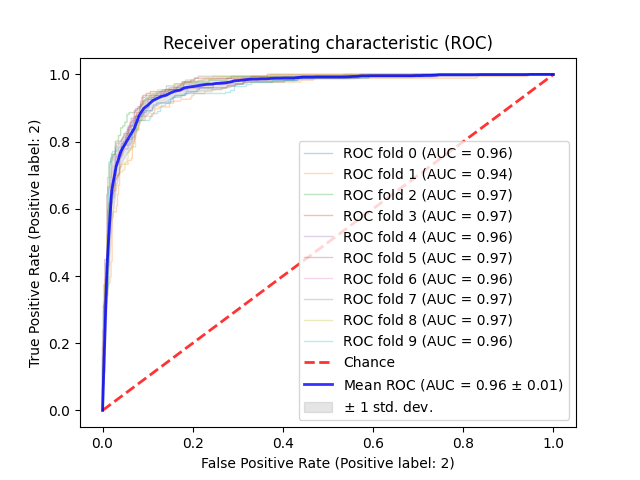 Receiver operating characteristic (ROC)
True Positive Rate (Positive label: 2)
1.0
0.8
0.6
0.4
0.2
0.0
ROC fold 0 (AUC = 0.96)
ROC fold 1 (AUC = 0.94)
ROC fold 2 (AUC = 0.97)
ROC fold 3 (AUC = 0.97)
ROC fold 4 (AUC = 0.96)
ROC fold 5 (AUC = 0.97)
ROC fold 6 (AUC = 0.96)
ROC fold 7 (AUC = 0.97)
ROC fold 8 (AUC = 0.97)
ROC fold 9 (AUC = 0.96)
Chance
Mean ROC (AUC = 0.96 ± 0.01)
± 1 std. dev.
0.0 0.2 0.4 0.6 0.8 1.0
False Positive Rate (Positive label: 2)